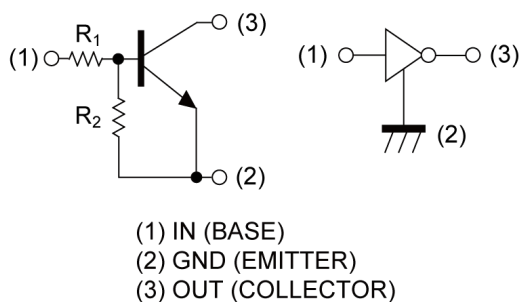 R1
(1)
(3)
R2
(2)
(1)
(3)
(2)
(1) IN (BASE)
(2) GND (EMITTER)
(3) OUT (COLLECTOR)